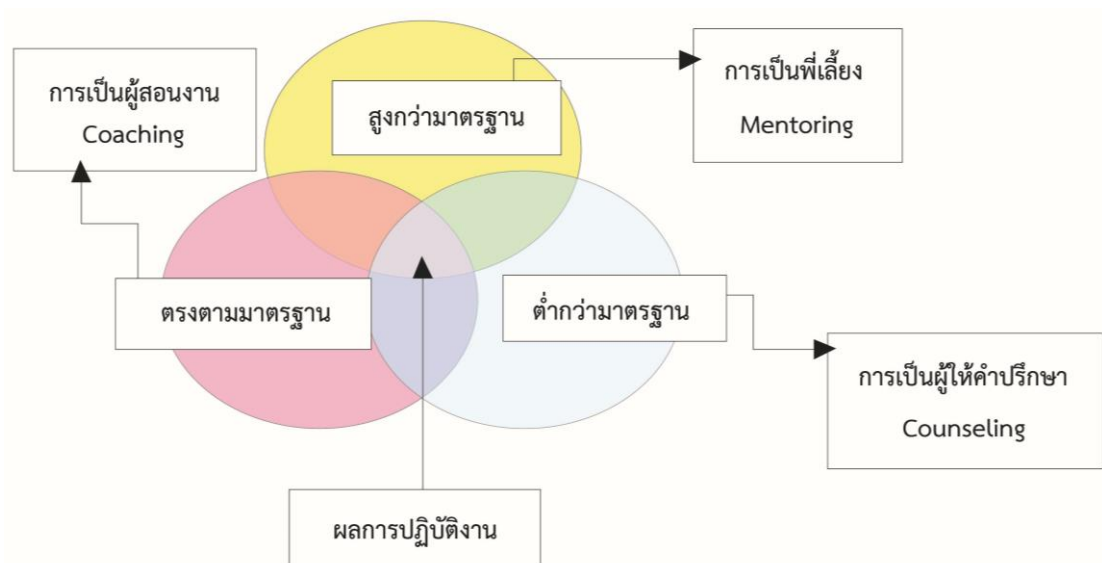 การเป็นผู้สอนงาน
Coaching
สูงกว่ามาตรฐาน
การเป็นพี่เลี้ยง
Mentoring
ตรงตามมาตรฐาน
ต่ำกว่ามาตรฐาน
การเป็นผู้ให้คำปรึกษา
Counseling
ผลการปฏิบัติงาน